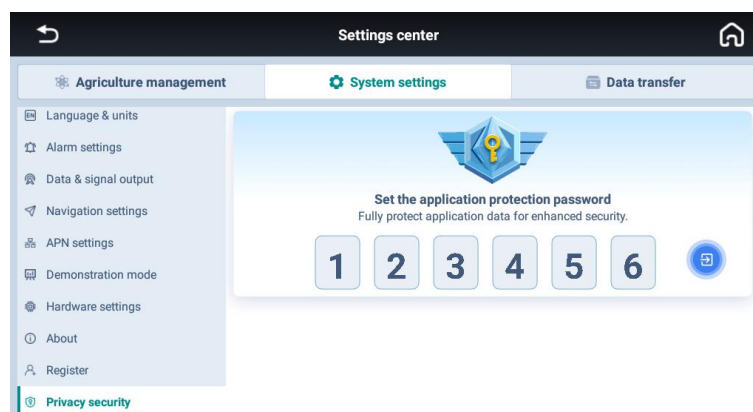 Settings center
Agriculture management
System settings
Data transfer
EN Language & units
Alarm settings
Data & signal output
Navigation settings
APN settings
Demonstration mode
Hardware settings
About
Register
Privacy security
Set the application protection password
Fully protect application data for enhanced security.
1 2 3 4 5 6